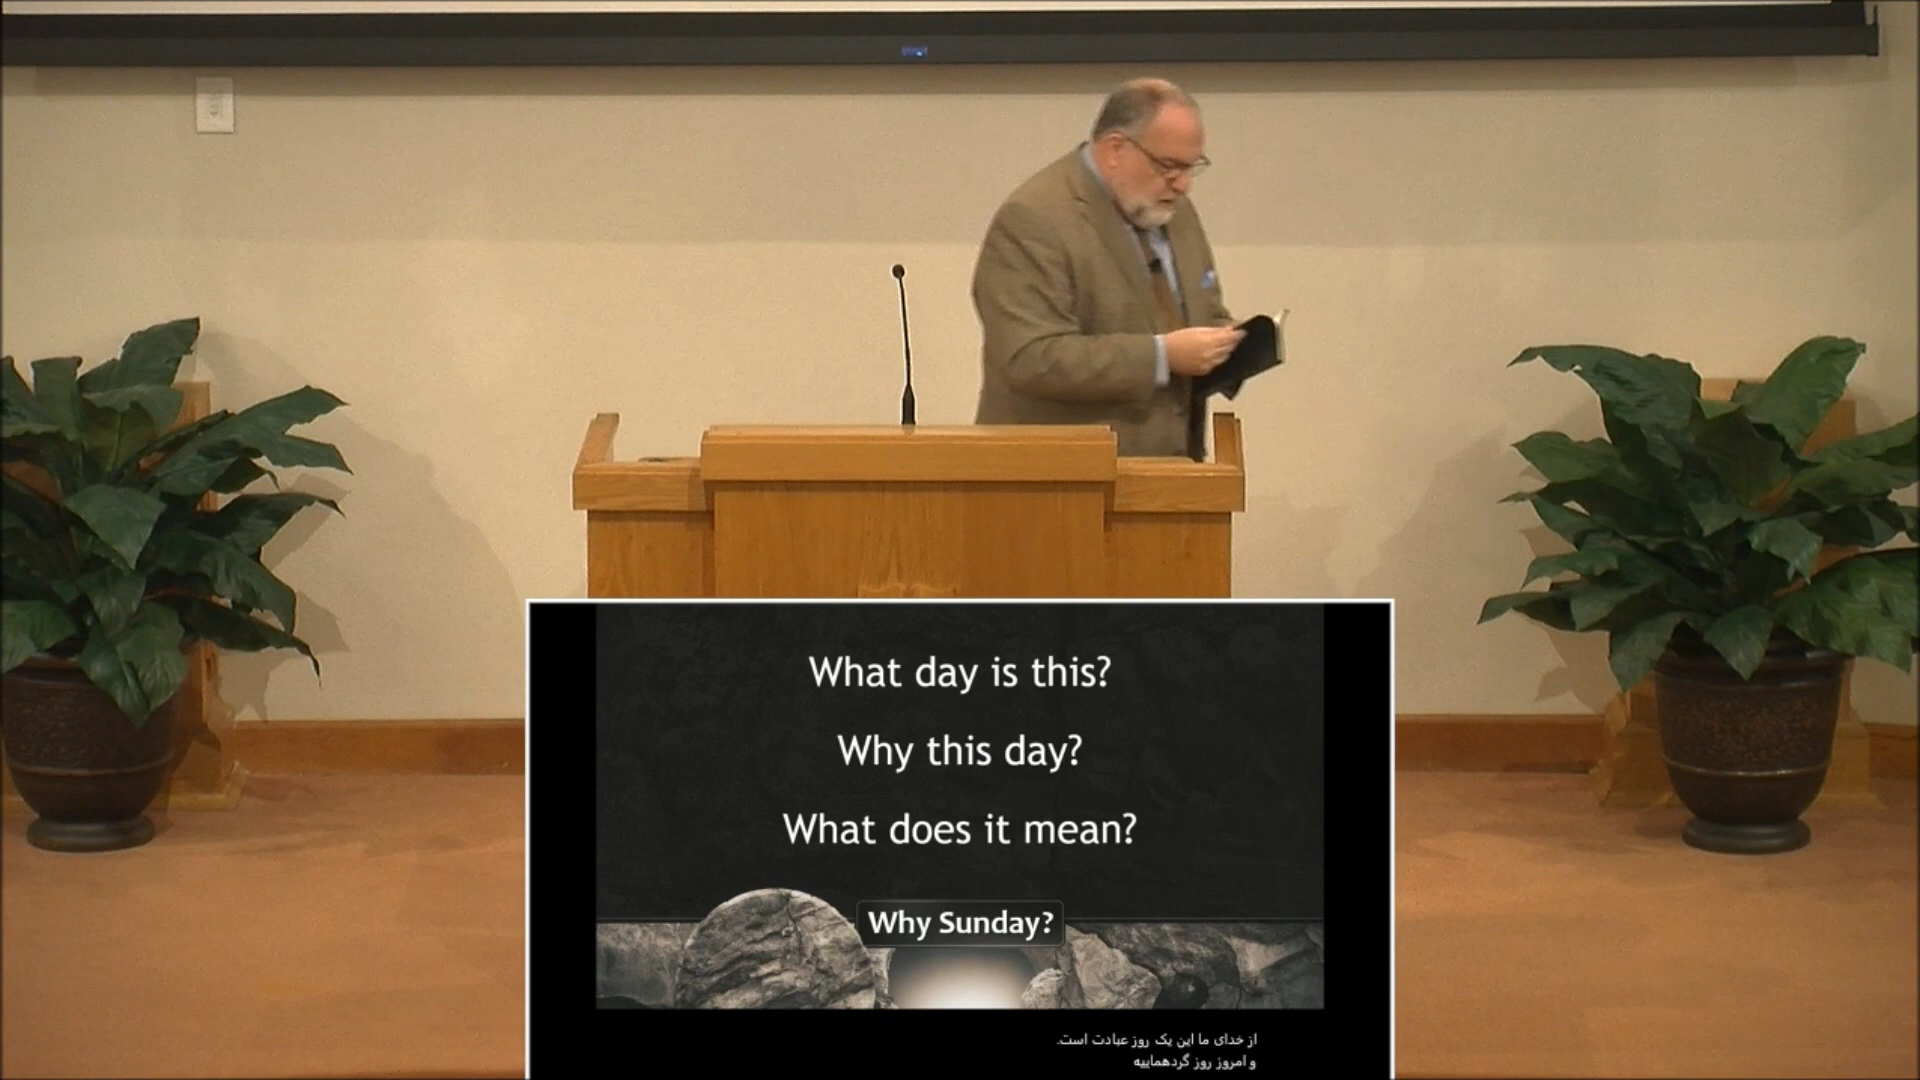 What day is this?
Why this day?
What does it mean?
Why Sunday?
از خدای ما این یک روز عبادت است.
و امروز روز گردهماییه